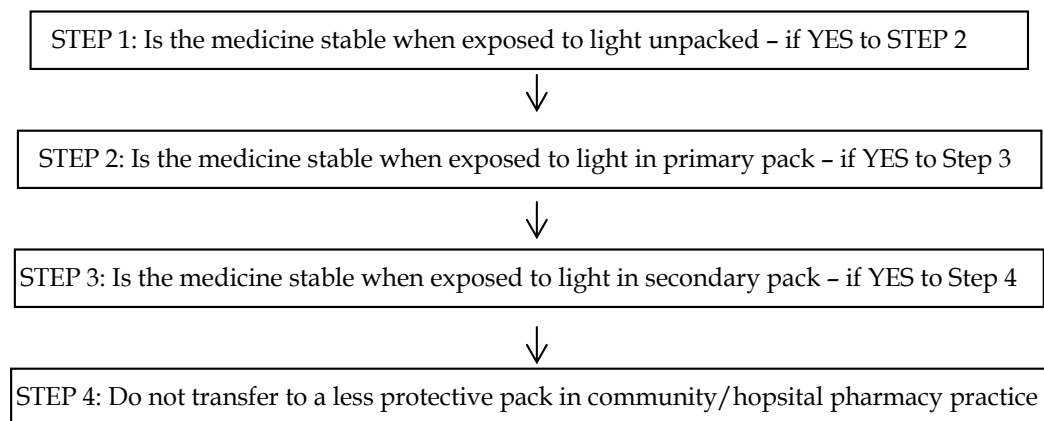 STEP 1: Is the medicine stable when exposed to light unpacked – if YES to STEP 2
STEP 2: Is the medicine stable when exposed to light in primary pack – if YES to Step 3
STEP 3: Is the medicine stable when exposed to light in secondary pack – if YES to Step 4
STEP 4: Do not transfer to a less protective pack in community/hopsital pharmacy practice